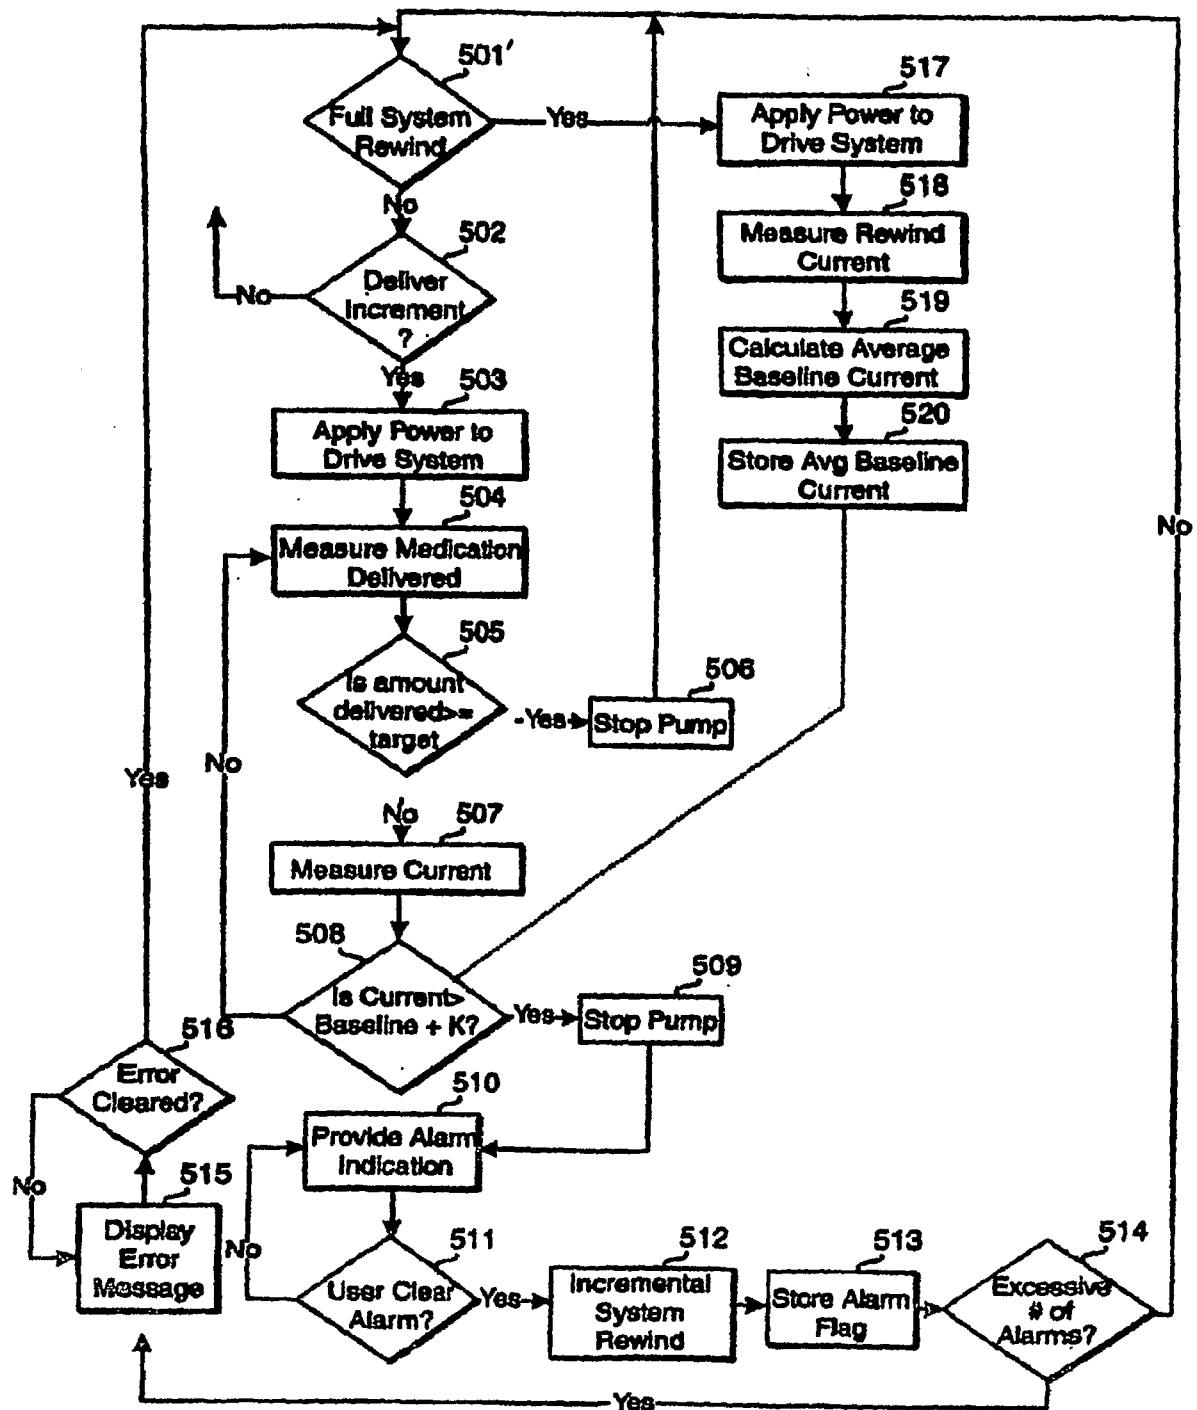 501'
Full System
Rewind
Yes
517
Apply Power to
Drive System
No
518
Measure Rewind
Current
502
Deliver
Increment
?
No
519
Calculate Average
Baseline Current
Yes
503
Apply Power to
Drive System
520
Store Avg Baseline
Current
504
Measure Medication
Delivered
No
505
Is amount
delivered>=
target
Yes
506
Stop Pump
No
Yes
No
507
Measure Current
508
Is Current>
Baseline + K?
Yes
509
Stop Pump
516
Error
Cleared?
No
510
Provide Alarm
Indication
515
Display
Error
Message
No
511
User Clear
Alarm?
Yes
512
Incremental
System
Rewind
513
Store Alarm
Flag
514
Excessive
# of
Alarms?
Yes